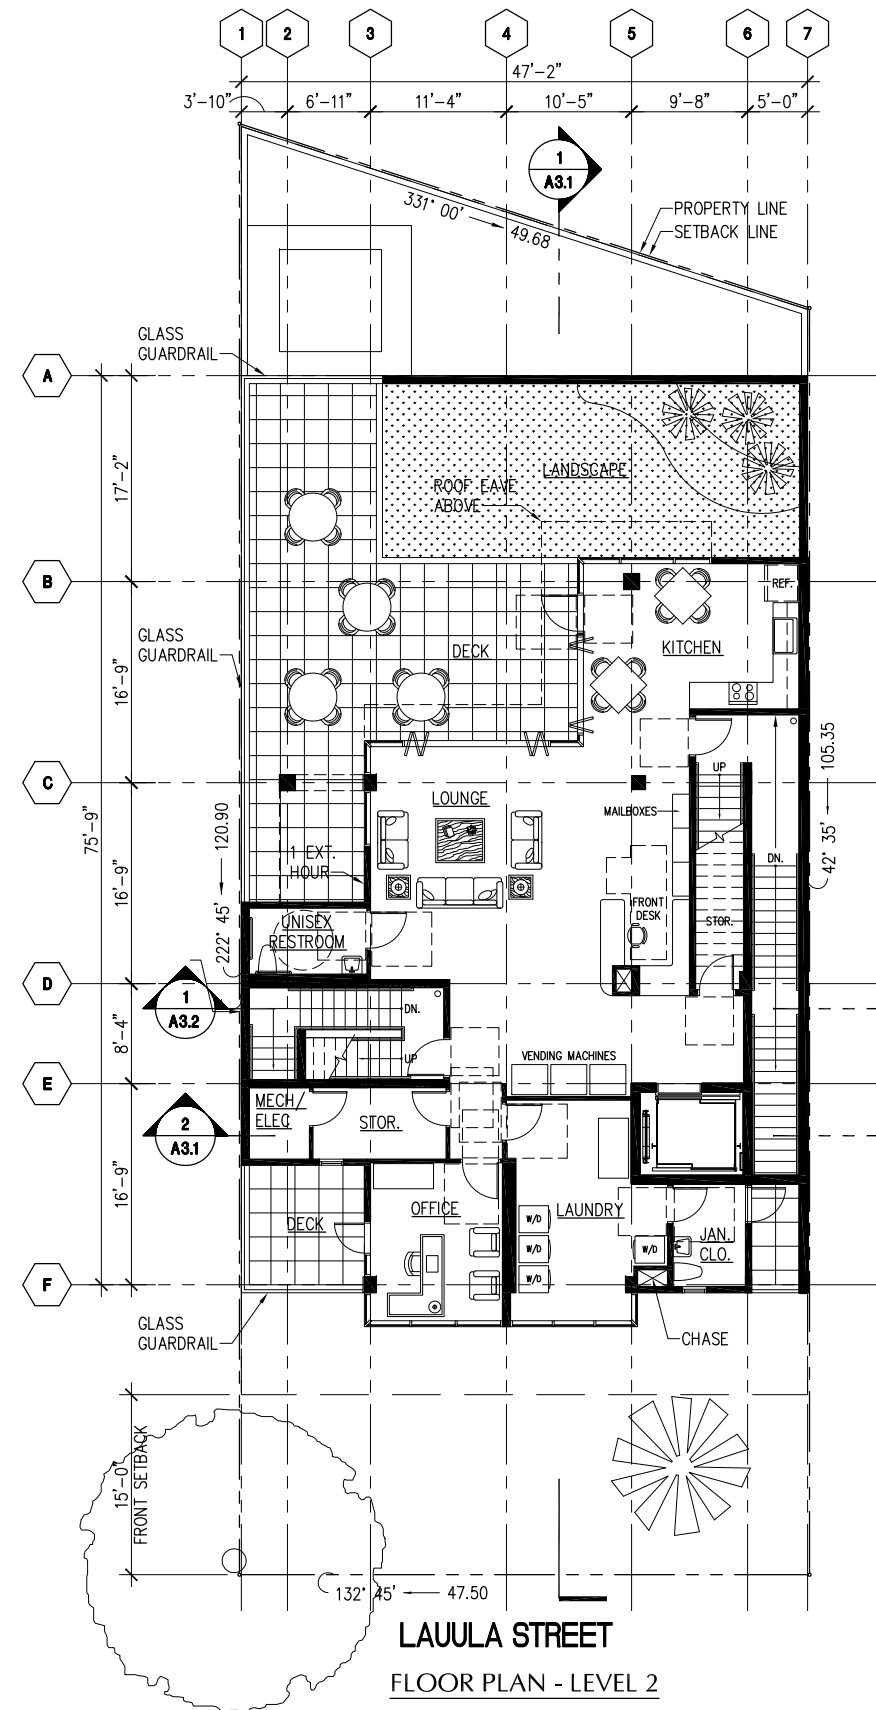 1 2 3 4 5 6 7
47'-2"
3'-10" 6'-11" 11'-4" 10'-5" 9'-8" 5'-0"
1
A3.1
331° 00'
49.68
PROPERTY LINE
SETBACK LINE
GLASS
GUARDRAIL
A
17'-2"
LANDSCAPE
ROOF EAVE
ABOVE
B
REF.
GLASS
GUARDRAIL
DECK
KITCHEN
16'-9"
105.35
42° 35'
UP
C
LOUNGE
MAILBOXES
75'-9"
120.90
222° 45'
16'-9"
1 EXT.
HOUR
DN.
FRONT
DESK
STOR.
UNISEX
RESTROOM
D
1
A3.2
DN.
8'-4"
UP
VENDING MACHINES
E
MECH/
ELEC
STOR.
2
A3.1
16'-9"
DECK
OFFICE
LAUNDRY
W/D
W/D
W/D
W/D
JAN.
CLO.
F
GLASS
GUARDRAIL
CHASE
15'-0"
FRONT SETBACK
132° 45'
47.50
LAUULA STREET
FLOOR PLAN - LEVEL 2